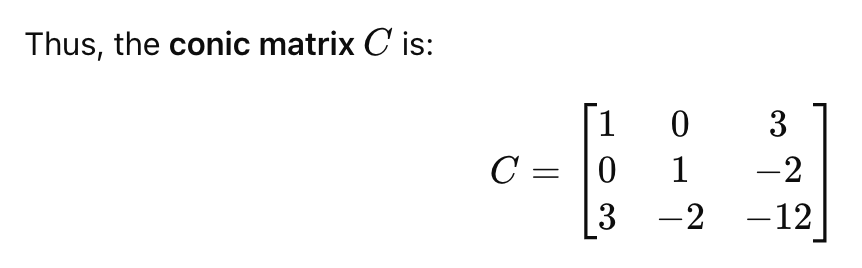 Thus, the conic matrix C is:
C = [1 0 3
0 1 −2
3 −2 −12]